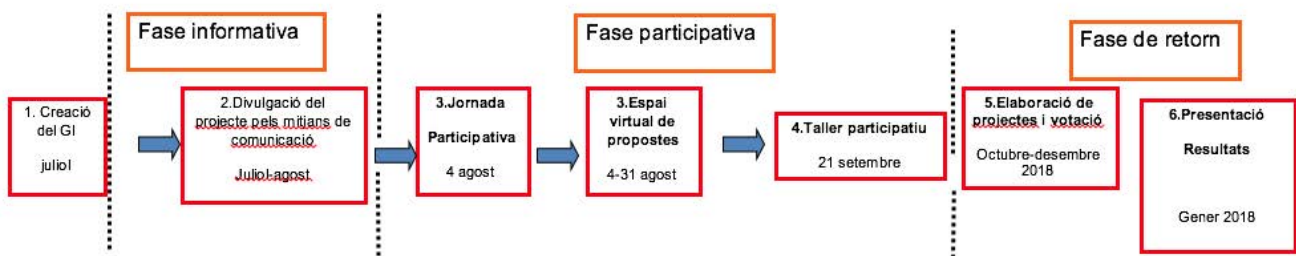 Fase informativa
Fase participativa
Fase de retorn
1. Creació
del GI
juliol
2.Divulgació del
projecte pels mitjans de
comunicació
Juliol-agost
3.Jornada
Participativa
4 agost
3.Espai
virtual de
propostes
4-31 agost
4.Taller participatiu
21 setembre
5.Elaboració de
projectes i votació
Octubre-desembre
2018
6.Presentació
Resultats
Gener 2018